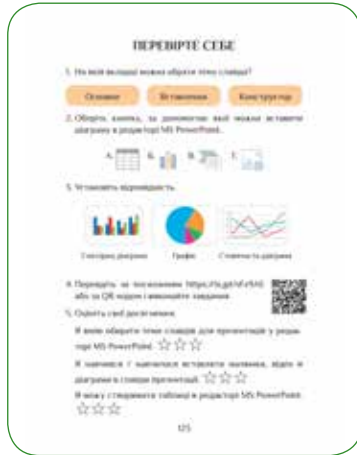 ПЕРЕВІРТЕ СЕБЕ
1. На якій вкладці можна обрати тему слайда?
Основне Вставлення Конструктор
2. Оберіть кнопку, за допомогою якої можна вставити
діаграму в редакторі MS PowerPoint.
А. Б. В. Г.
3. Установіть відповідність.
Секторна діаграма Графік Стовпчаста діаграма
4. Перейдіть за посиланням
або за QR-кодом і виконайте завдання.
5. Оцініть свої досягнення.
Я вмію обирати теми слайдів для презентацій у редак-
торі MS PowerPoint.
Я навчився / навчилася вставляти малюнки, відео й
діаграми в слайди презентації.
Я можу створювати таблиці в редакторі MS PowerPoint.
125